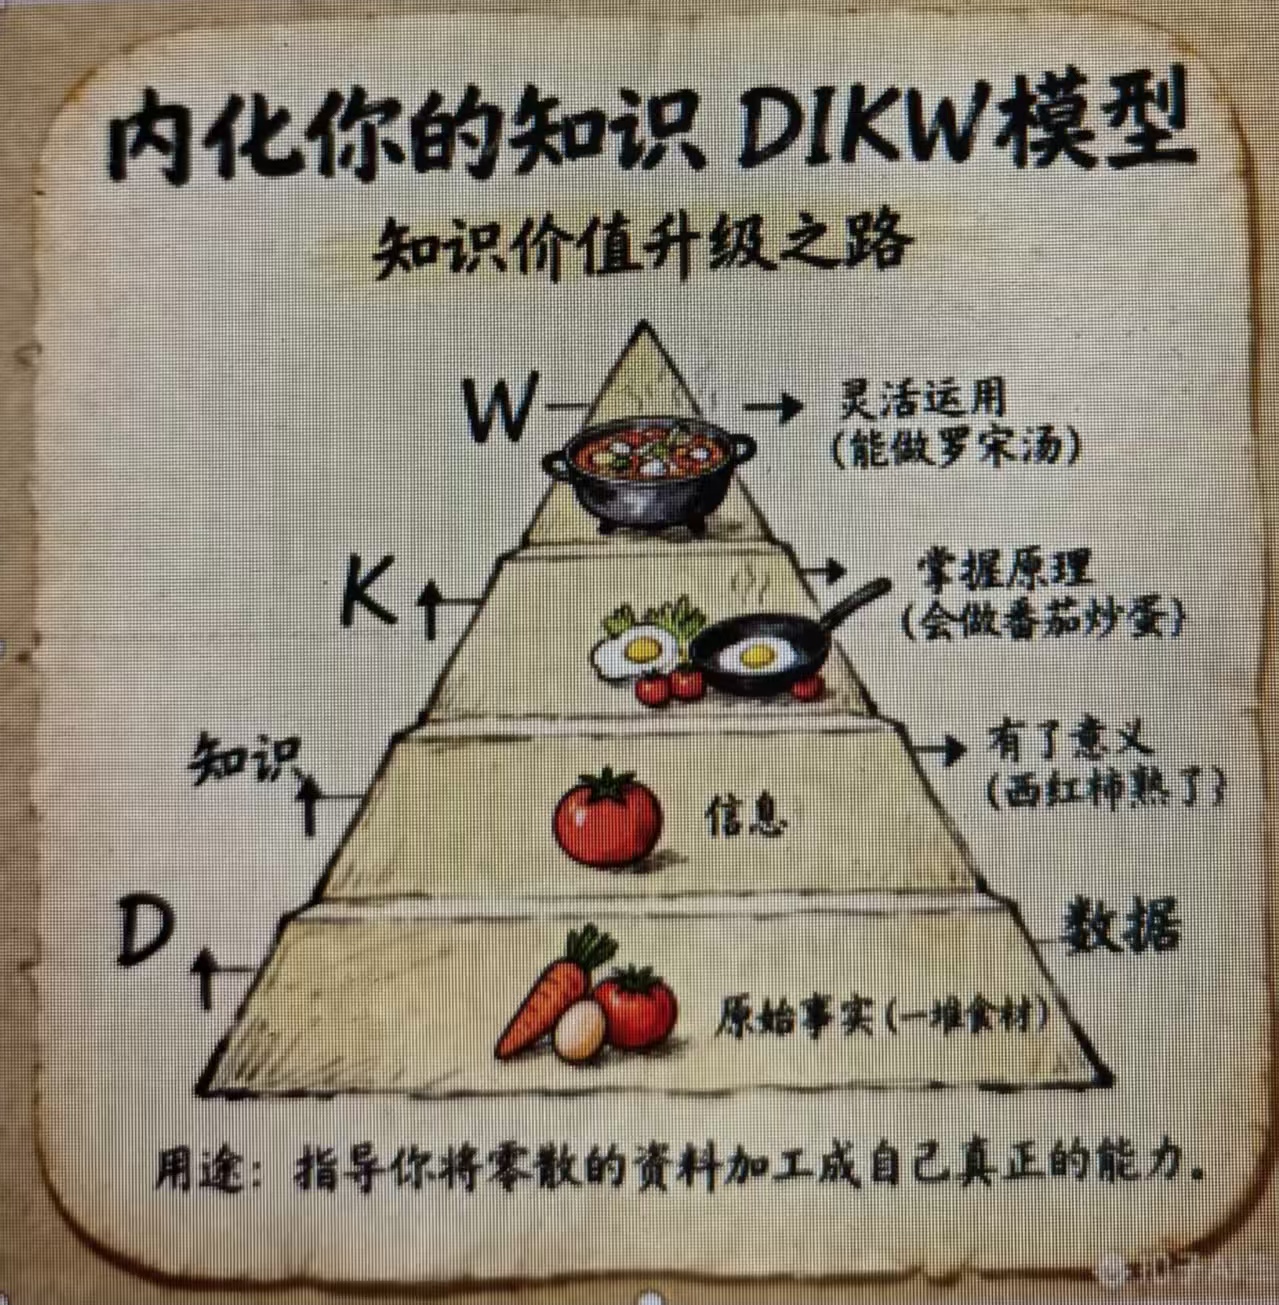 内化你的知识 DIKW模型
知识价值升级之路
W
灵活运用
(能做罗宋汤)
K
掌握原理
(会做番茄炒蛋)
知识
信息
有了意义
(西红柿熟了)
D
数据
原始事实(一堆食材)
用途：指导你将零散的资料加工成自己真正的能力。